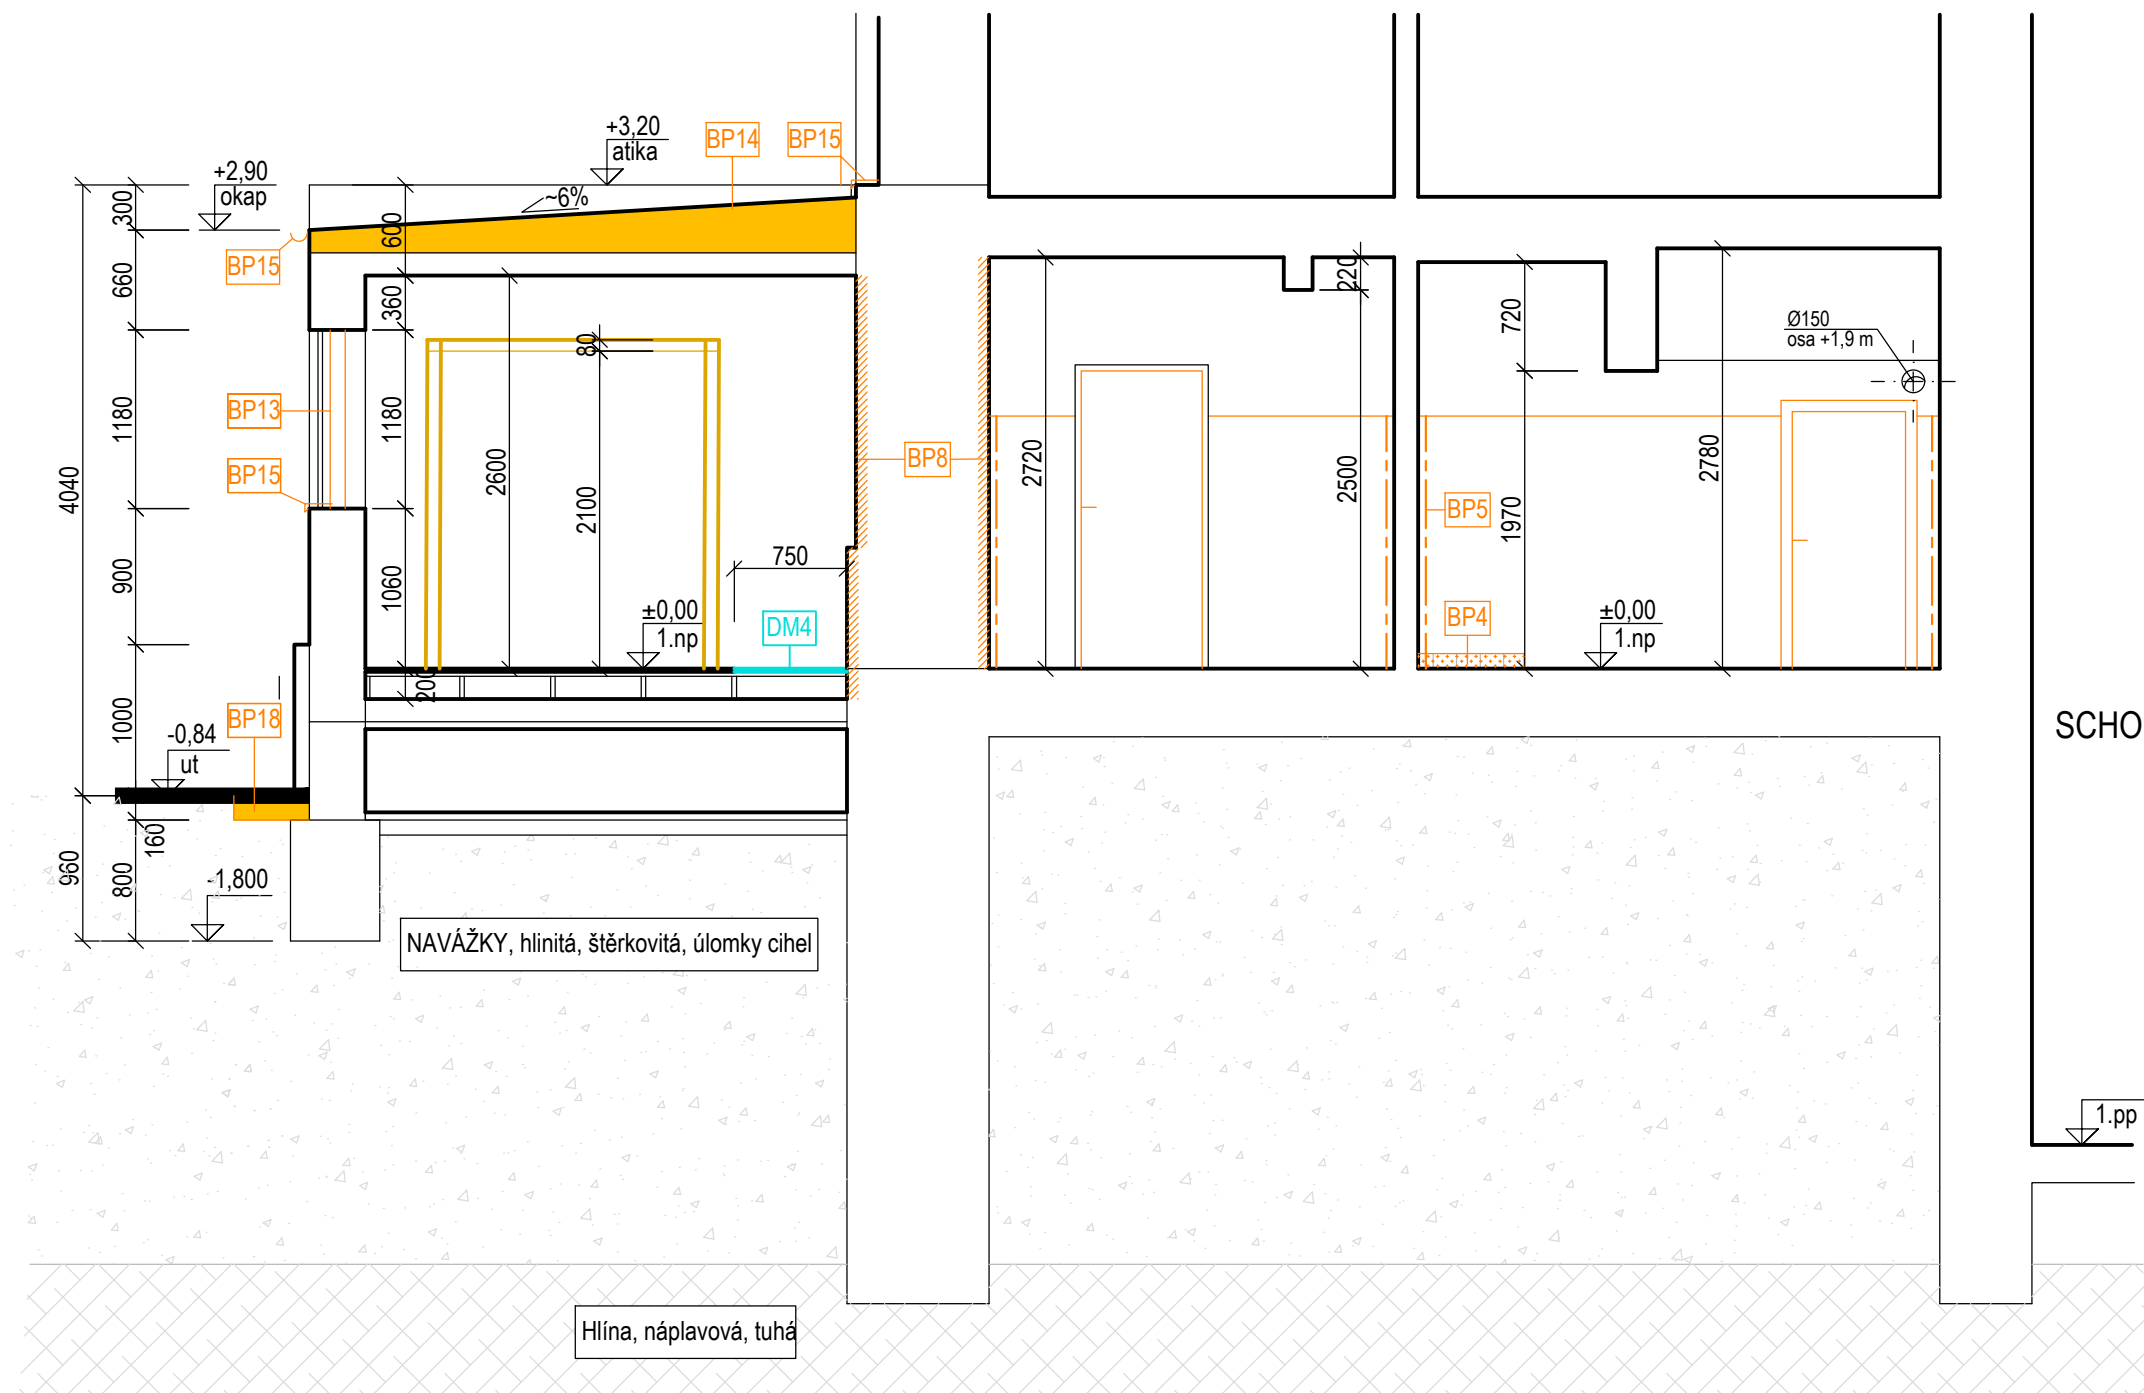 +3,20
atika
BP14
BP15
+2,90
okap
~6%
300
600
BP15
660
360
220
720
Ø150
osa +1,9 m
80
BP13
1180
1180
2600
2100
BP8
2720
2500
2780
BP15
4040
BP5
1970
900
1060
750
±0,00
1.np
DM4
BP4
±0,00
1.np
200
BP18
1000
-0,84
ut
SCHO
160
960
800
-1,800
NAVÁŽKY, hlinitá, štěrkovitá, úlomky cihel
1.pp
Hlína, náplavová, tuhá